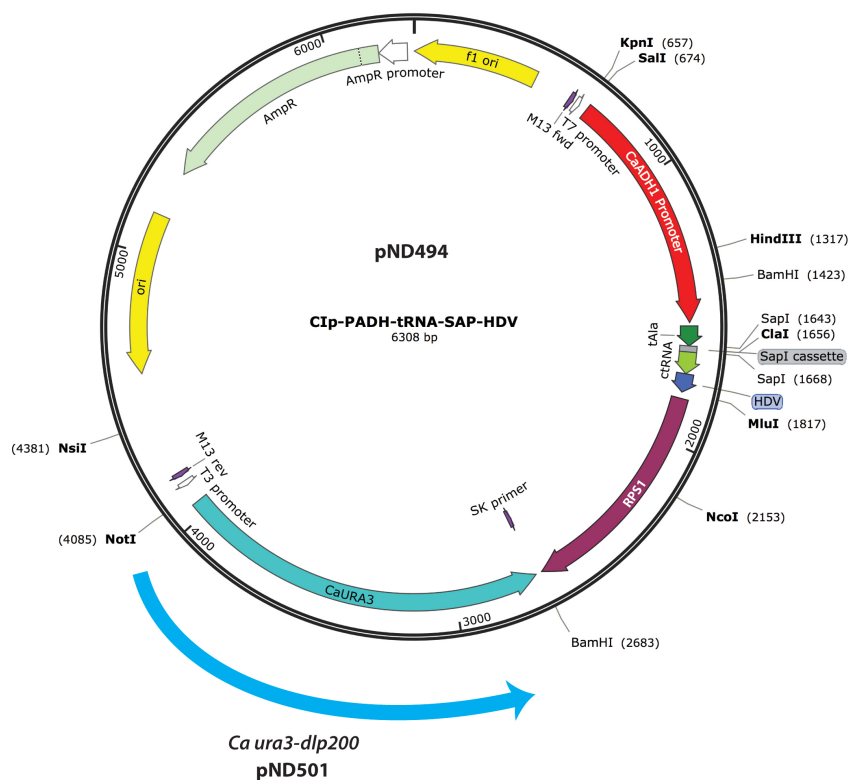 6000
KpnI (657)
SalI (674)
f1 ori
AmpR promoter
AmpR
M13 fwd
T7 promoter
CaADH1 Promoter
1000
HindIII (1317)
BamHI (1423)
5000
ori
pND494
CIp-PADH-tRNA-SAP-HDV
6308 bp
tAla
ctRNA
SapI (1643)
ClaI (1656)
SapI cassette
SapI (1668)
HDV
MluI (1817)
2000
(4381) NsiI
M13 rev
T3 promoter
SK primer
RPS1
NcoI (2153)
(4085) NotI
4000
CaURA3
3000
BamHI (2683)
Ca ura3-dlp200
pND501